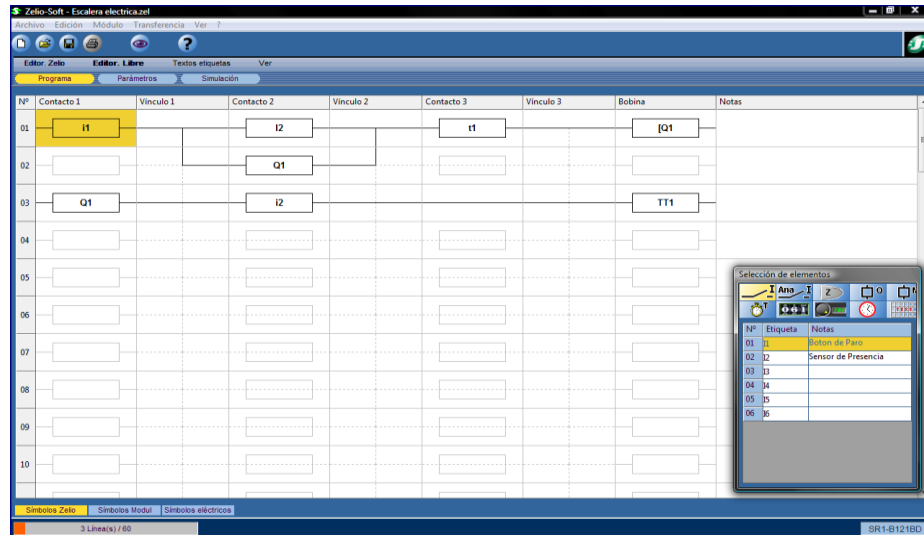 Zelio-Soft - Escalera electrica.zel
Archivo Edición Módulo Transferencia Ver ?
?
Editor. Zelio Editor. Libre Textos etiquetas Ver
Programa Parámetros Simulación
Nº Contacto 1 Vínculo 1 Contacto 2 Vínculo 2 Contacto 3 Vínculo 3 Bobina Notas
01 i1 I2 t1 [Q1
02 Q1
03 Q1 i2 TT1
04
05
06
07
08
09
10
Selección de elementos
I Ana I Z Q M
T
Nº Etiqueta Notas
01 I1 Boton de Paro
02 I2 Sensor de Presencia
03 I3
04 I4
05 I5
06 I6
Símbolos Zelio Símbolos Modul Símbolos eléctricos
3 Línea(s) / 60 SR1-B121BD